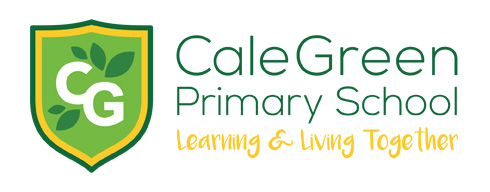 CG
CaleGreen
Primary School
Learning & Living Together